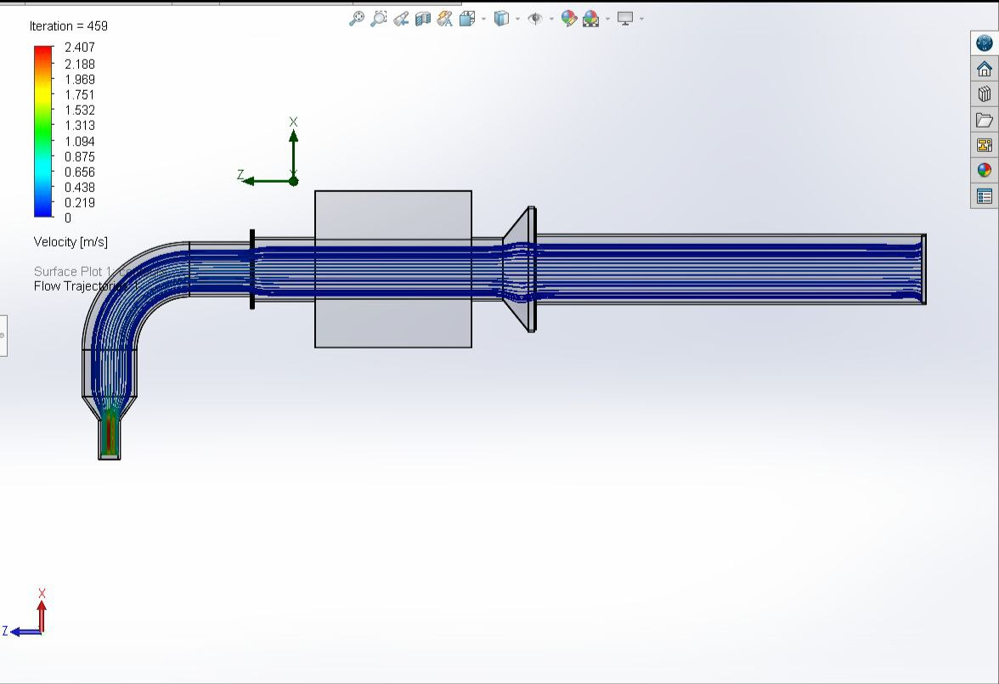 Iteration = 459
2.407
2.188
1.969
1.751
1.532
1.313
1.094
0.875
0.656
0.438
0.219
0
Velocity [m/s]
Surface Plot 1:
Flow Trajectories 1
X
Z
Y
X
Z